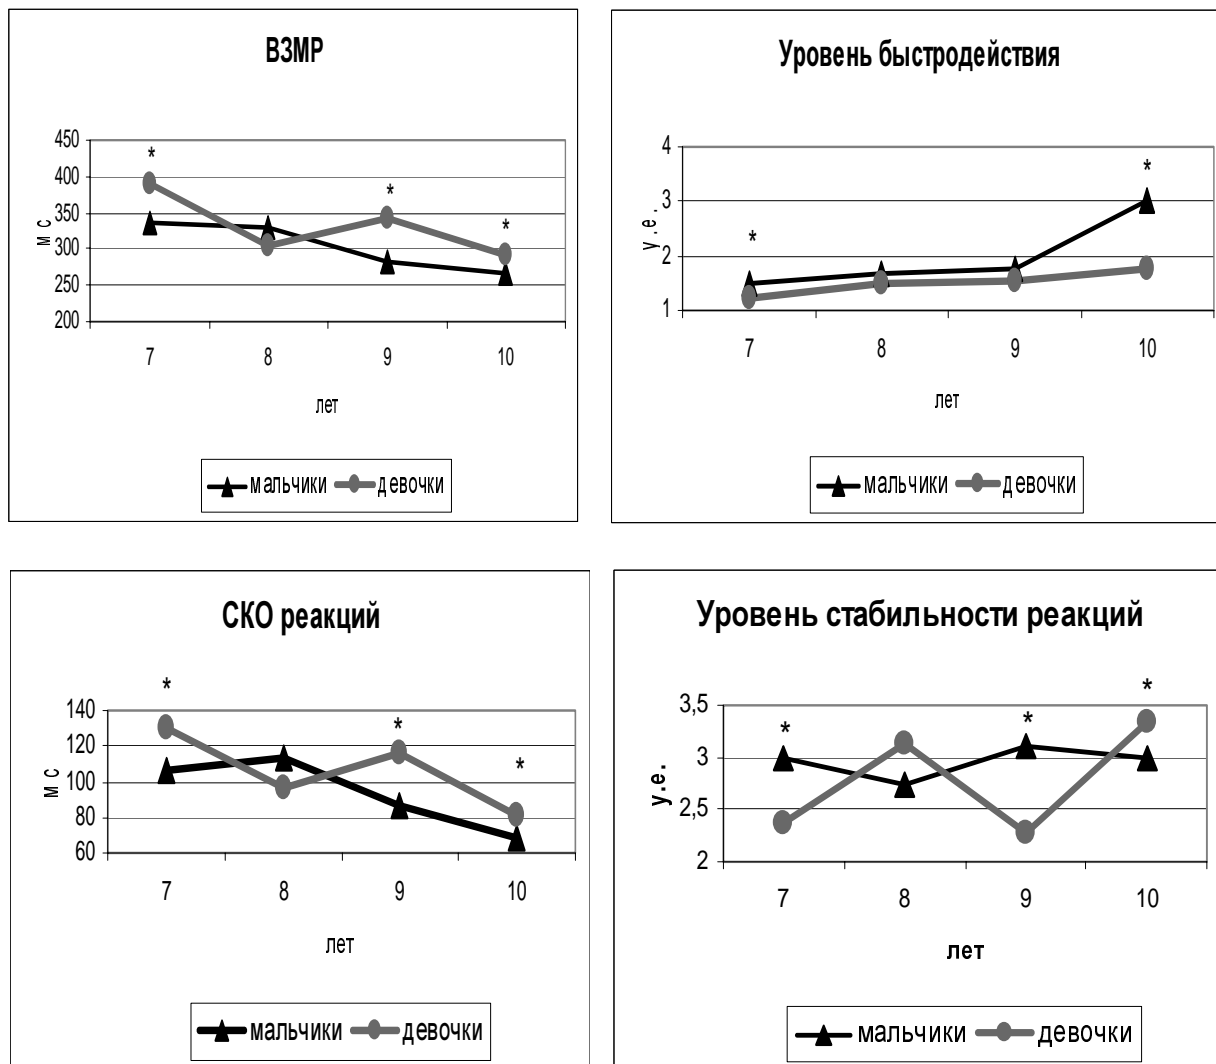 ВЗМР
*
*
*
450
400
350
300
250
200
м с
7 8 9 10
лет
мальчики девочки
Уровень быстродействия
*
*
4
3
2
1
у .е.
7 8 9 10
лет
мальчики девочки
СКО реакций
*
*
*
140
120
100
80
60
м с
7 8 9 10
лет
мальчики девочки
Уровень стабильности реакций
*
*
*
3,5
3
2,5
2
у.е.
7 8 9 10
лет
мальчики девочки